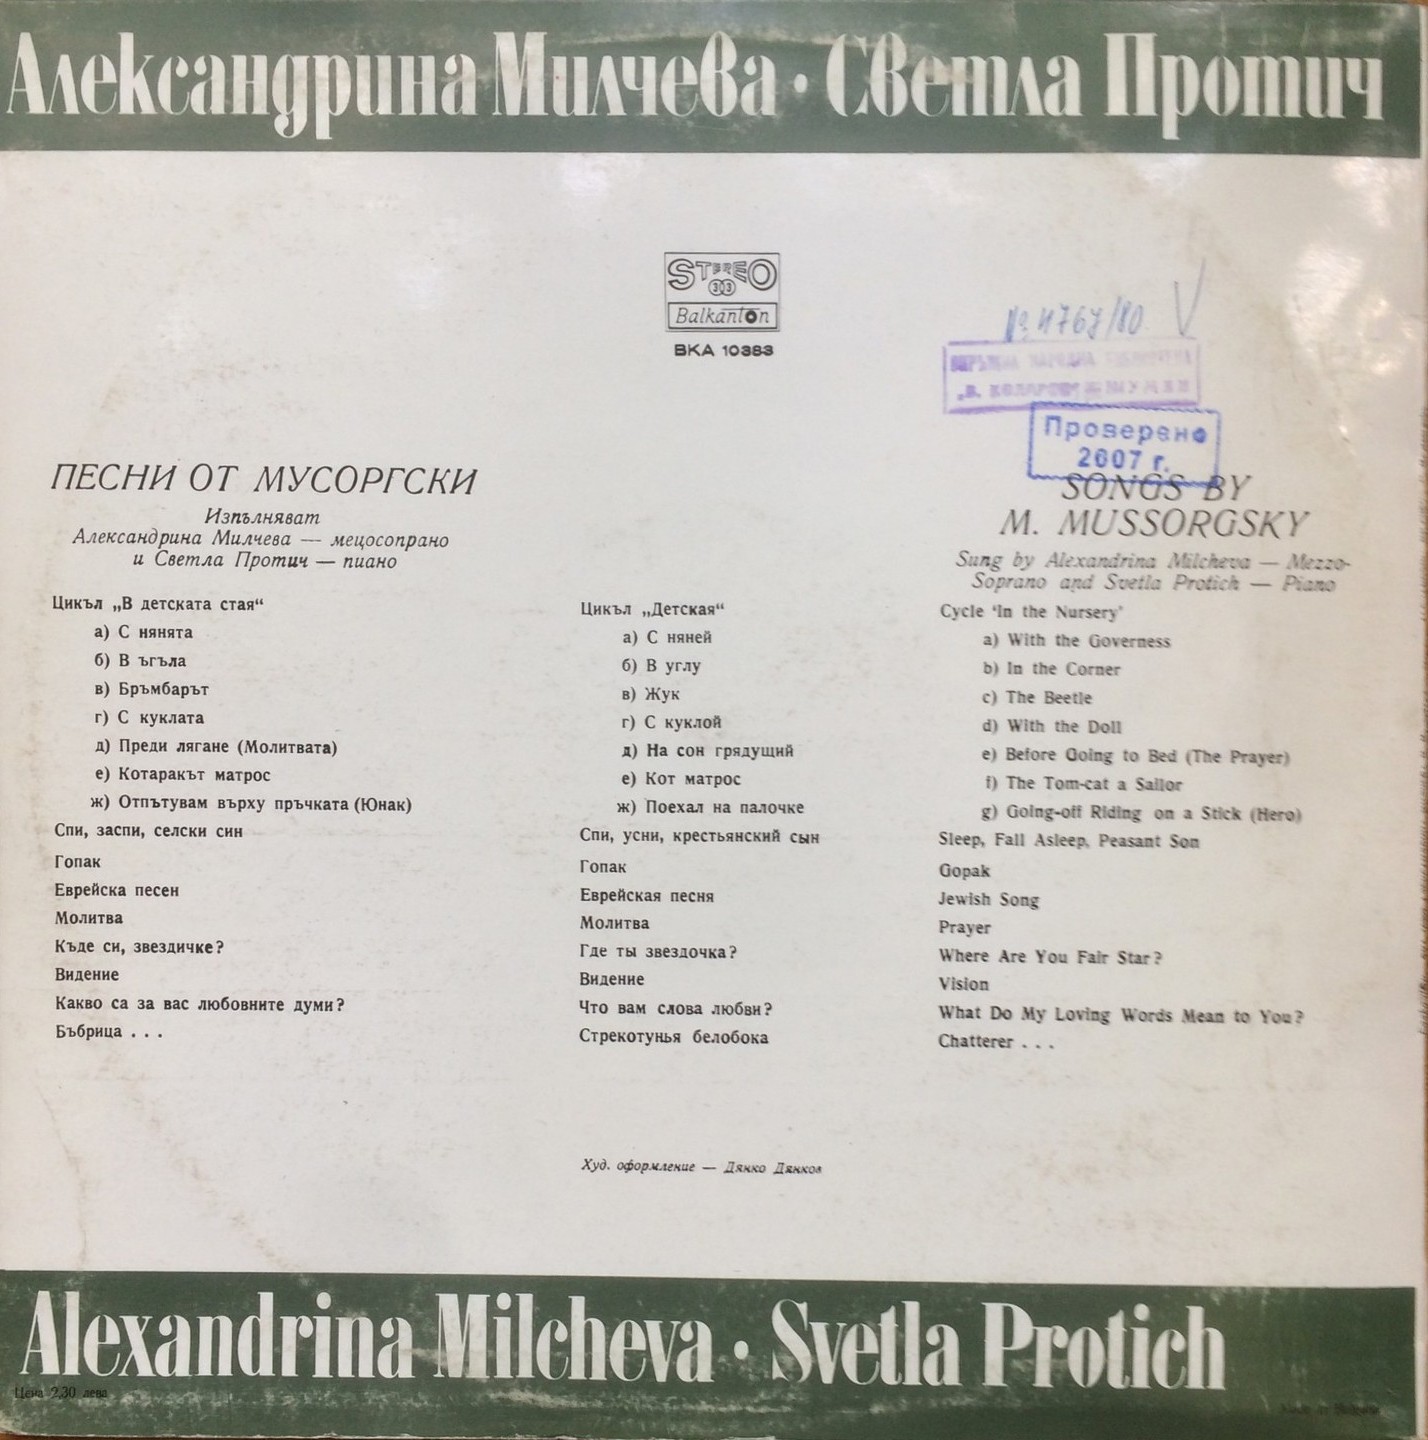 Александрина Милчева · Светла Протич
STEREO
33
Balkanton
ВКА 10383
№ 4767/80 V
Проверено
2607 г.
ПЕСНИ ОТ МУСОРГСКИ
Изпълняват
Александрина Милчева — мецосопрано
и Светла Протич — пиано
Цикъл „В детската стая“
а) С нянята
б) В ъгъла
в) Бръмбарът
г) С куклата
д) Преди лягане (Молитвата)
е) Котаракът матрос
ж) Отпътувам върху пръчката (Юнак)
Спи, заспи, селски син
Гопак
Еврейска песен
Молитва
Къде си, звездичке?
Видение
Какво са за вас любовните думи?
Бъбрица . . .
Цикъл „Детская“
а) С няней
б) В углу
в) Жук
г) С куклой
д) На сон грядущий
е) Кот матрос
ж) Поехал на палочке
Спи, усни, крестьянский сын
Гопак
Еврейская песня
Молитва
Где ты звездочка?
Видение
Что вам слова любви?
Стрекотунья белобока
SONGS BY
M. MUSSORGSKY
Sung by Alexandrina Milcheva — Mezzo-
Soprano and Svetla Protich — Piano
Cycle ‘In the Nursery’
a) With the Governess
b) In the Corner
c) The Beetle
d) With the Doll
e) Before Going to Bed (The Prayer)
f) The Tom-cat a Sailor
g) Going-off Riding on a Stick (Hero)
Sleep, Fall Asleep, Peasant Son
Gopak
Jewish Song
Prayer
Where Are You Fair Star?
Vision
What Do My Loving Words Mean to You?
Chatterer . . .
Худ. оформление — Дянко Дянков
Alexandrina Milcheva · Svetla Protich
Цена 2,30 лева
Made in Bulgaria